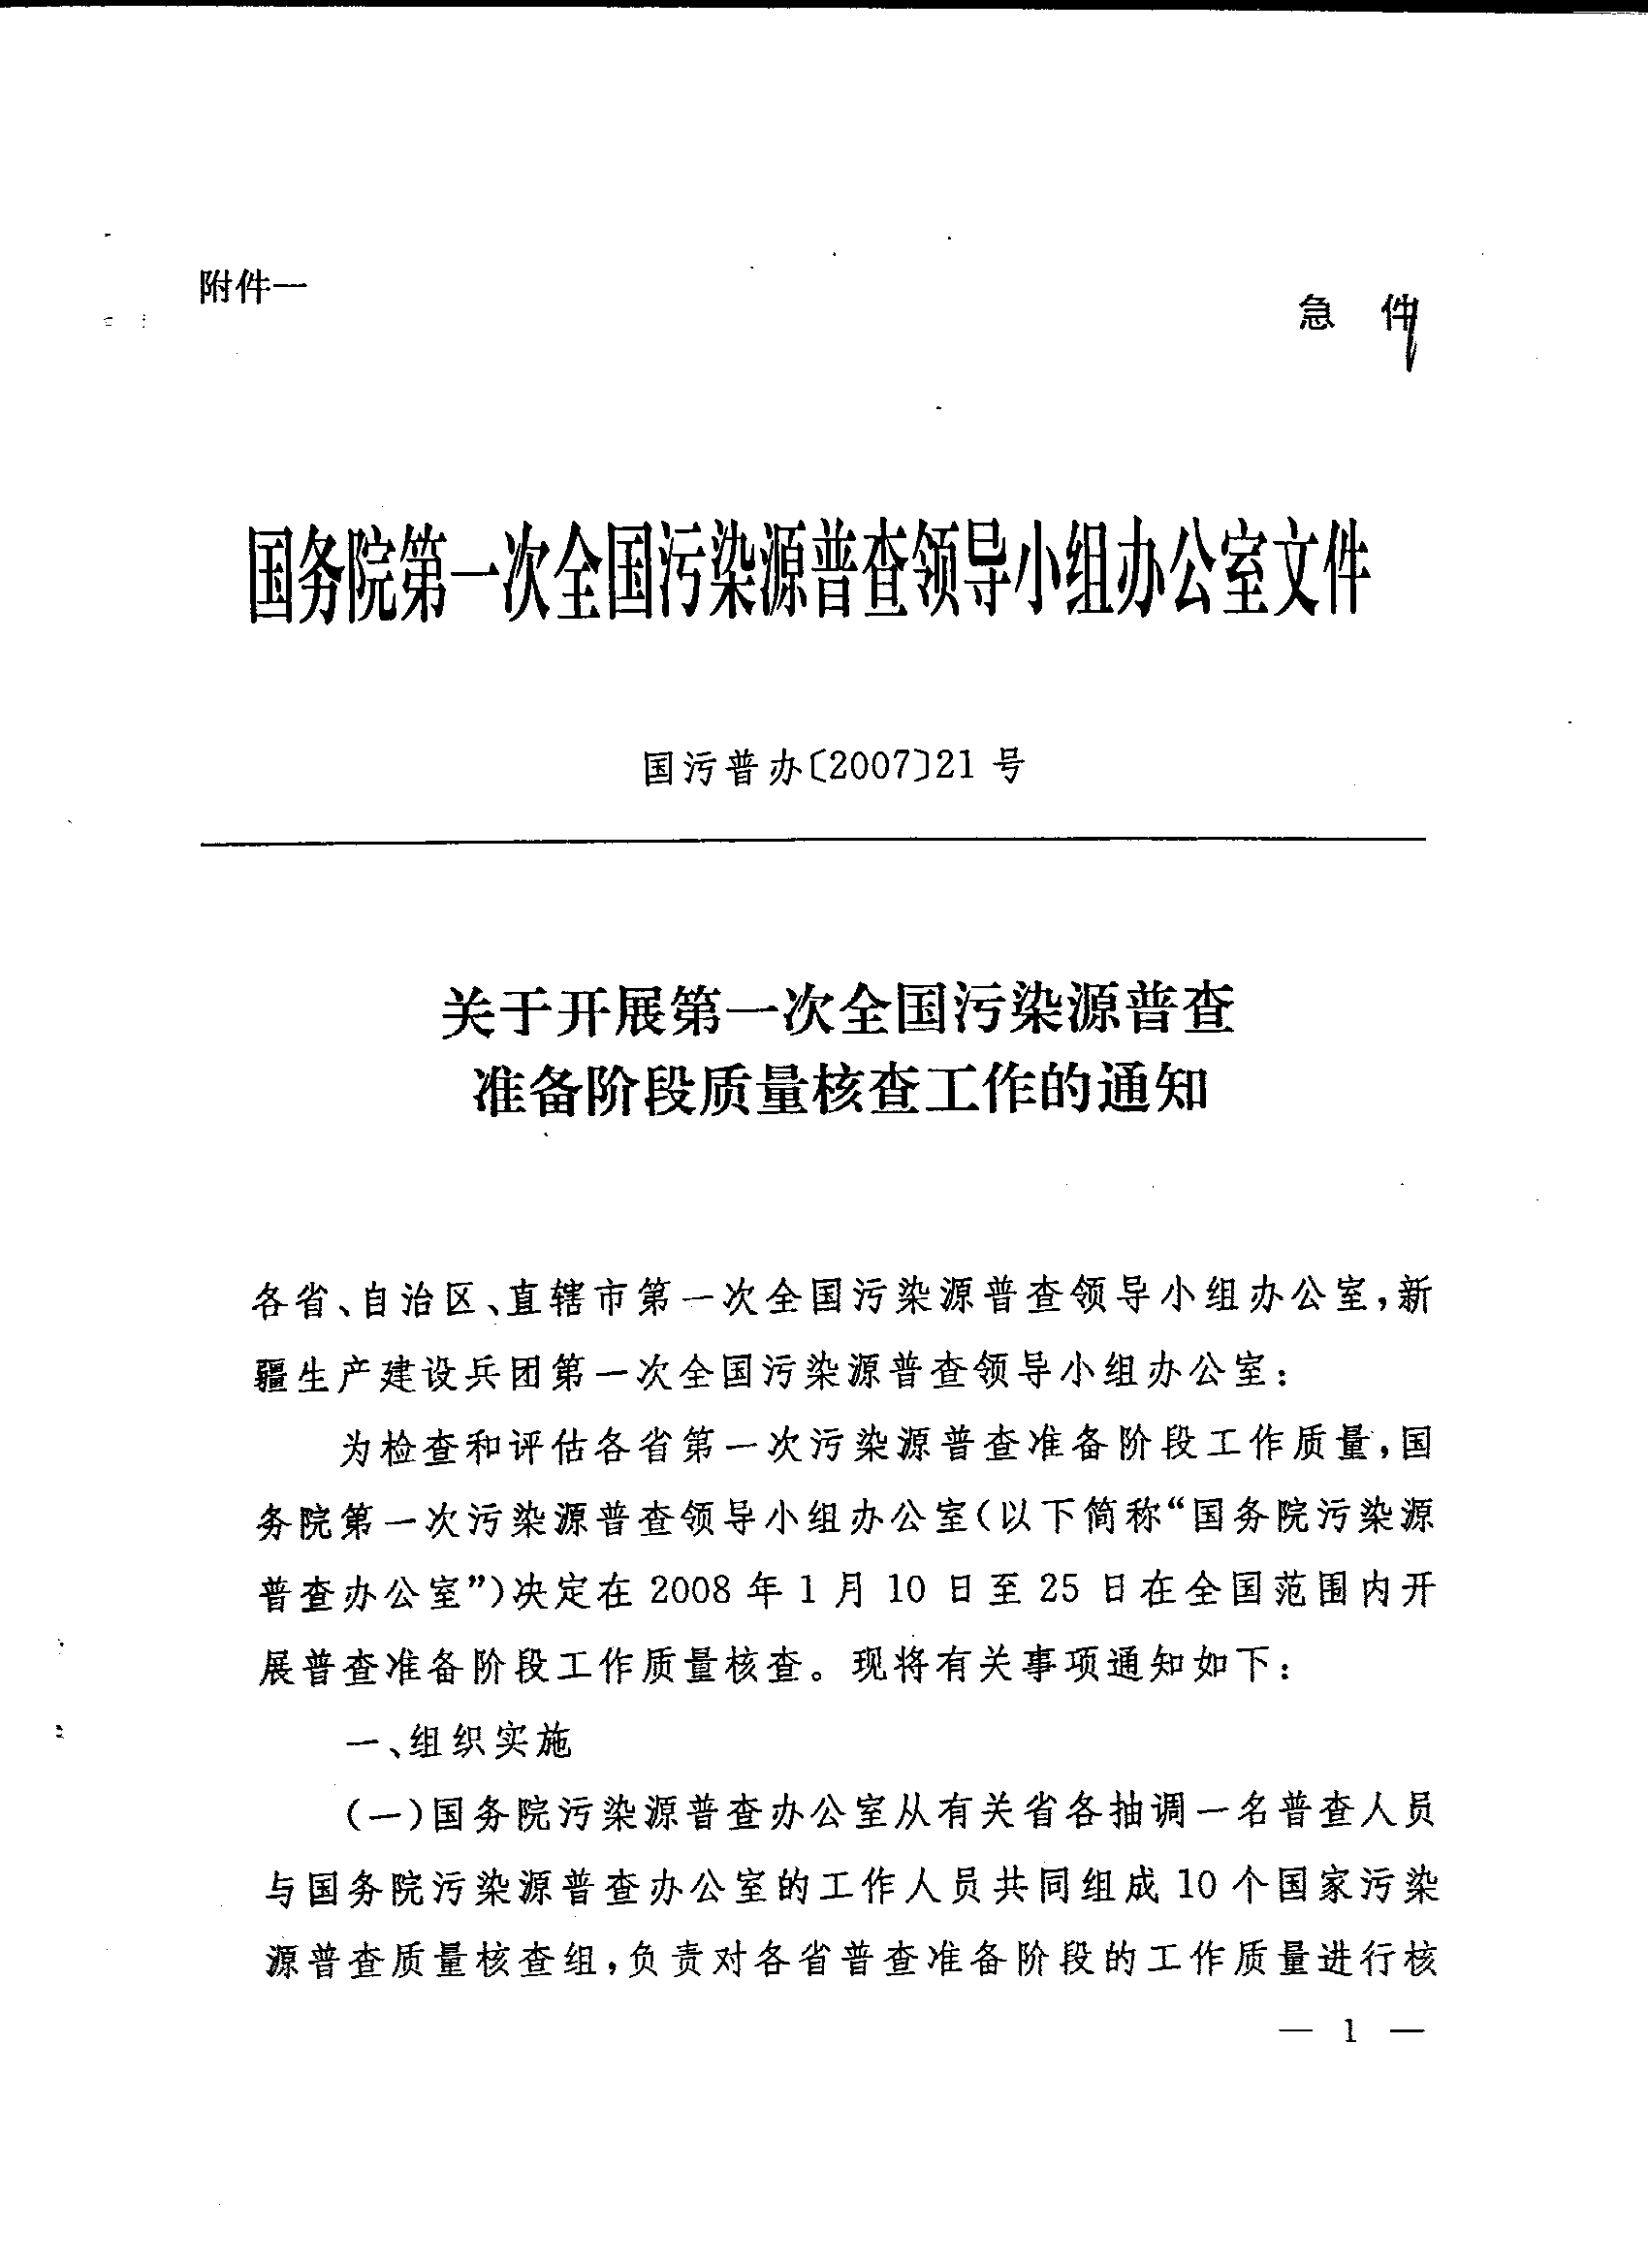 附件一
急 件
国务院第一次全国污染源普查领导小组办公室文件
国污普办〔2007〕21 号
关于开展第一次全国污染源普查
准备阶段质量核查工作的通知
各省、自治区、直辖市第一次全国污染源普查领导小组办公室,新
疆生产建设兵团第一次全国污染源普查领导小组办公室:
为检查和评估各省第一次污染源普查准备阶段工作质量,国
务院第一次污染源普查领导小组办公室(以下简称“国务院污染源
普查办公室”)决定在 2008 年 1 月 10 日至 25 日在全国范围内开
展普查准备阶段工作质量核查。现将有关事项通知如下:
一、组织实施
(一)国务院污染源普查办公室从有关省各抽调一名普查人员
与国务院污染源普查办公室的工作人员共同组成 10 个国家污染
源普查质量核查组,负责对各省普查准备阶段的工作质量进行核
— 1 —